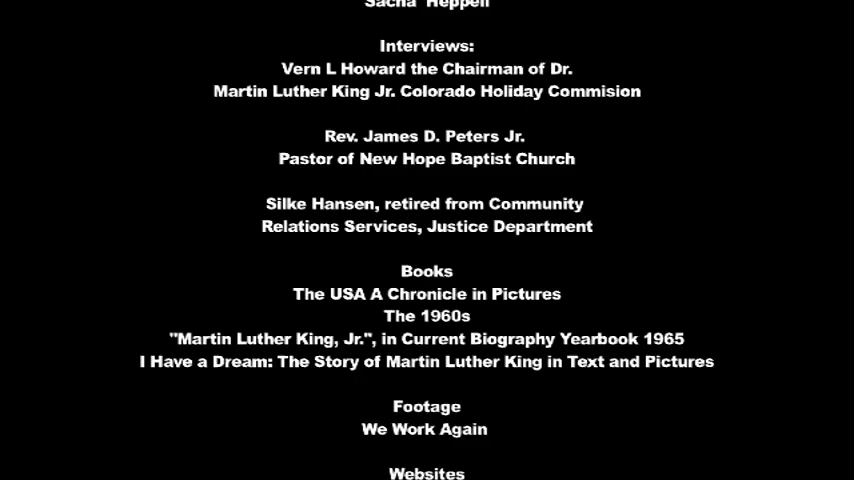 Sacha Heppell
Interviews:
Vern L Howard the Chairman of Dr.
Martin Luther King Jr. Colorado Holiday Commision
Rev. James D. Peters Jr.
Pastor of New Hope Baptist Church
Silke Hansen, retired from Community
Relations Services, Justice Department
Books
The USA A Chronicle in Pictures
The 1960s
"Martin Luther King, Jr.", in Current Biography Yearbook 1965
I Have a Dream: The Story of Martin Luther King in Text and Pictures
Footage
We Work Again
Websites